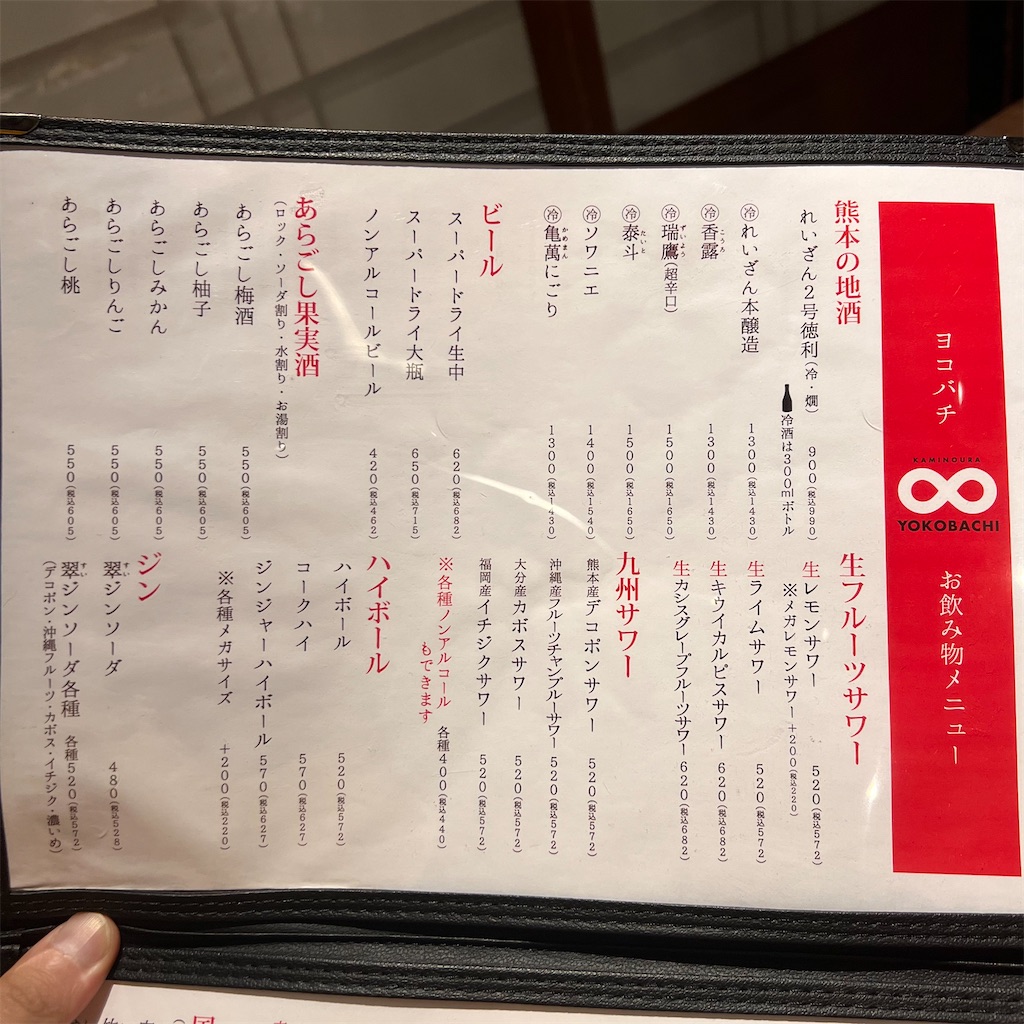 ヨコバチ
KAMINOURA
YOKOBACHI
お飲み物メニュー
熊本の地酒
れいざん2号徳利(冷・燗) 900(税込990)
冷酒は300mlボトル
冷れいざん本醸造 1300(税込1430)
冷香露 1300(税込1430)
こうろ
冷瑞鷹(超辛口) 1500(税込1650)
ずいよう
冷泰斗 1500(税込1650)
たいと
冷ソワニエ 1400(税込1540)
冷亀萬にごり 1300(税込1430)
かめまん
ビール
スーパードライ生中 620(税込682)
スーパードライ大瓶 650(税込715)
ノンアルコールビール 420(税込462)
あらごし果実酒
(ロック・ソーダ割り・水割り・お湯割り)
あらごし梅酒 550(税込605)
あらごし柚子 550(税込605)
あらごしみかん 550(税込605)
あらごしりんご 550(税込605)
あらごし桃 550(税込605)
生フルーツサワー
生レモンサワー 520(税込572)
※メガレモンサワー +200(税込220)
生ライムサワー 520(税込572)
生キウイカルピスサワー 620(税込682)
生カシスグレープフルーツサワー 620(税込682)
九州サワー
熊本産デコポンサワー 520(税込572)
沖縄産フルーツチャンプルーサワー 520(税込572)
大分産カボスサワー 520(税込572)
福岡産イチジクサワー 520(税込572)
※各種ノンアルコール
もできます 各種400(税込440)
ハイボール
ハイボール 520(税込572)
コークハイ 570(税込627)
ジンジャーハイボール 570(税込627)
※各種メガサイズ +200(税込220)
ジン
翠ジンソーダ 480(税込528)
すい
翠ジンソーダ各種 各種520(税込572)
すい
(デコポン・沖縄フルーツ・カボス・イチジク・濃いめ)